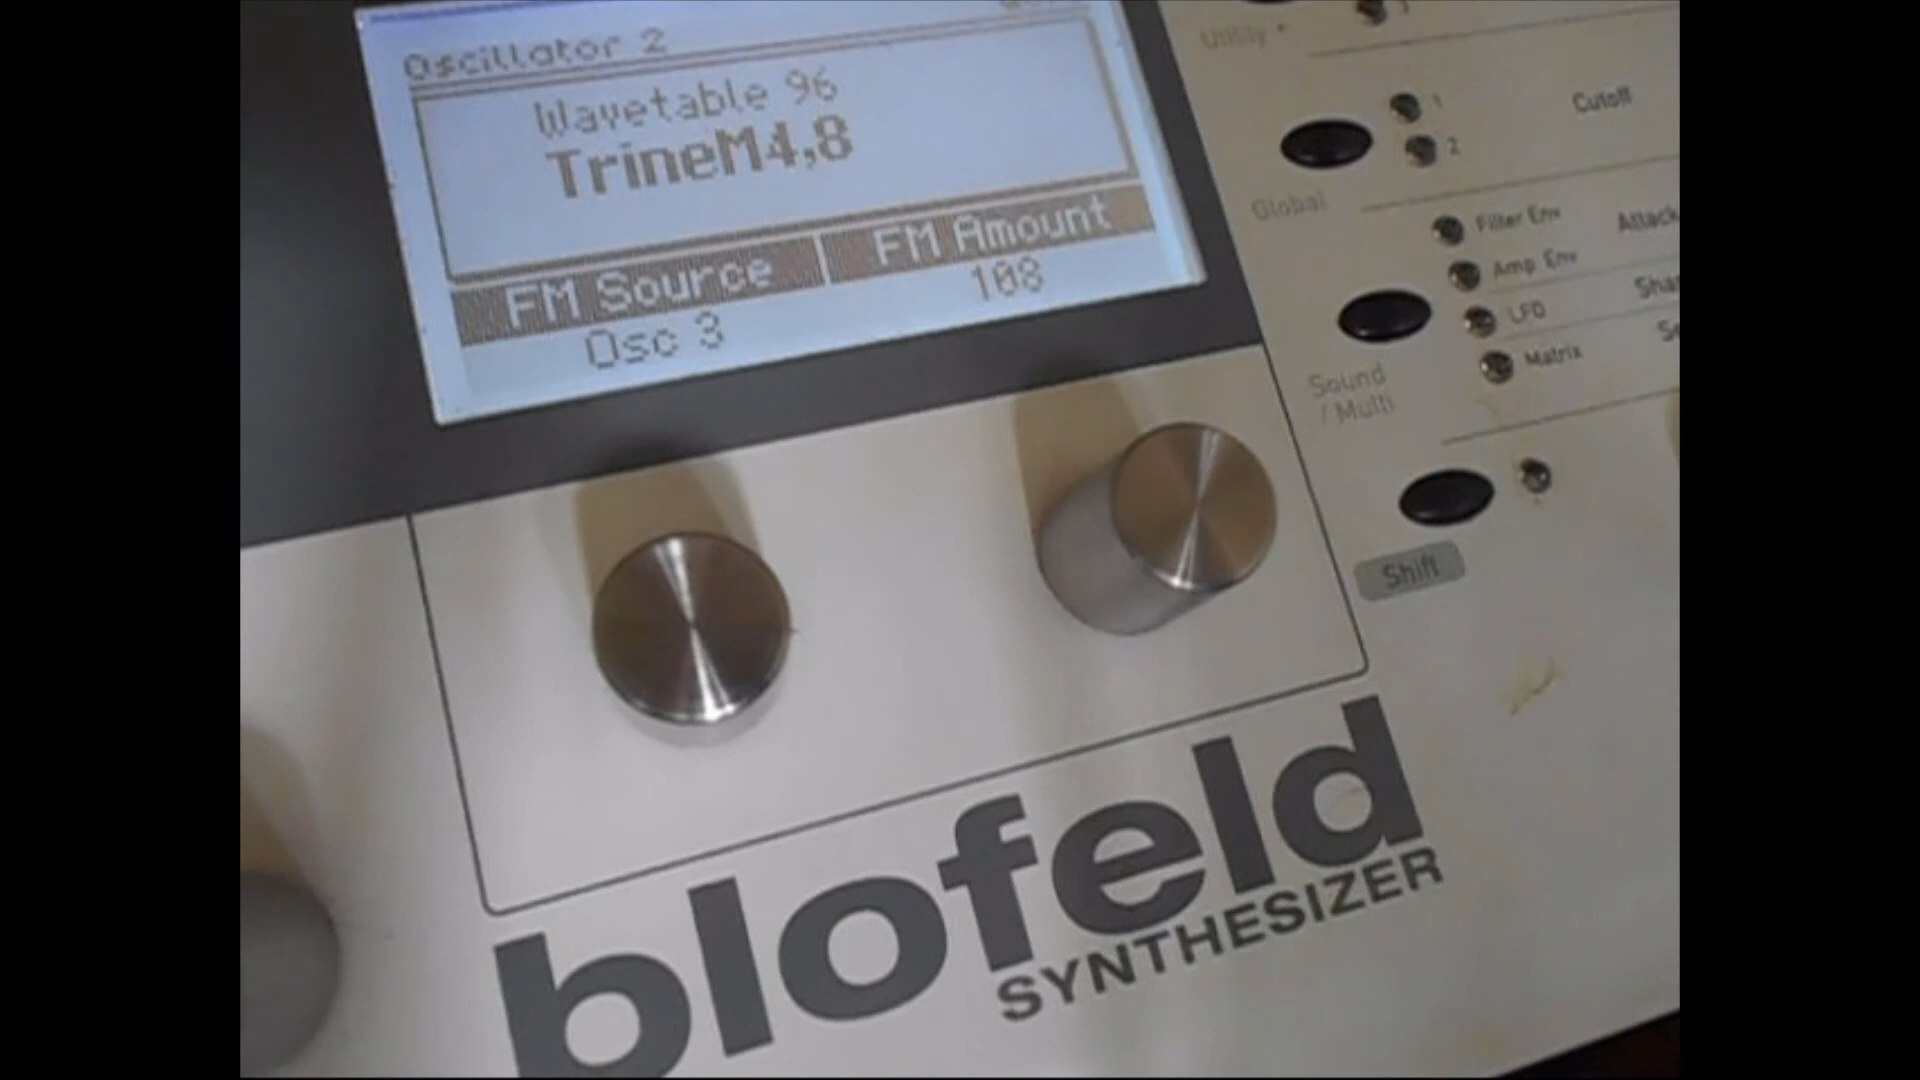 Oscillator 2
Wavetable 96
TrineM4,8
FM Source FM Amount
Osc 3 108
Utility
1
1
2
Cutoff
Global
Filter Env
Attack
Amp Env
LFO
Matrix
Sound
/ Multi
Shift
blofeld
SYNTHESIZER